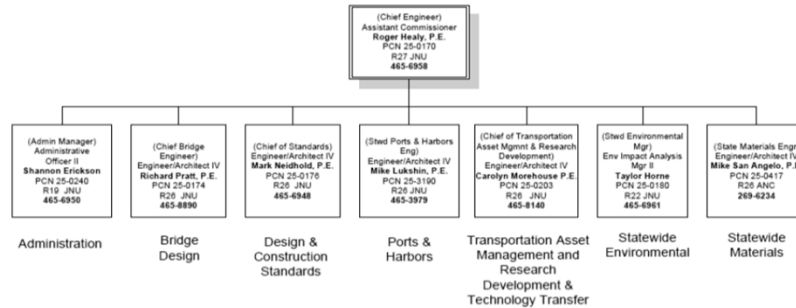 (Chief Engineer)
Assistant Commissioner
Roger Healy, P.E.
PCN 25-0170
R27 JNU
465-6958
(Admin Manager)
Administrative
Officer II
Shannon Erickson
PCN 25-0240
R19 JNU
465-6950
Administration
(Chief Bridge
Engineer)
Engineer/Architect IV
Richard Pratt, P.E.
PCN 25-0174
R26 JNU
465-8890
Bridge
Design
(Chief of Standards)
Engineer/Architect IV
Mark Neidhold, P.E.
PCN 25-0176
R26 JNU
465-6948
Design &
Construction
Standards
(Stwd Ports & Harbors
Eng)
Engineer/Architect IV
Mike Lukshin, P.E.
PCN 25-3190
R26 JNU
465-3979
Ports &
Harbors
(Chief of Transportation
Asset Mgmnt & Research
Development)
Engineer/Architect IV
Carolyn Morehouse P.E.
PCN 25-0203
R26 JNU
465-8140
Transportation Asset
Management and
Research
Development &
Technology Transfer
(Stwd Environmental
Mgr)
Env Impact Analysis
Mgr II
Taylor Horne
PCN 25-0180
R22 JNU
465-6961
Statewide
Environmental
(State Materials Engr
Engineer/Architect IV
Mike San Angelo, P.E
PCN 25-0417
R26 ANC
269-6234
Statewide
Materials